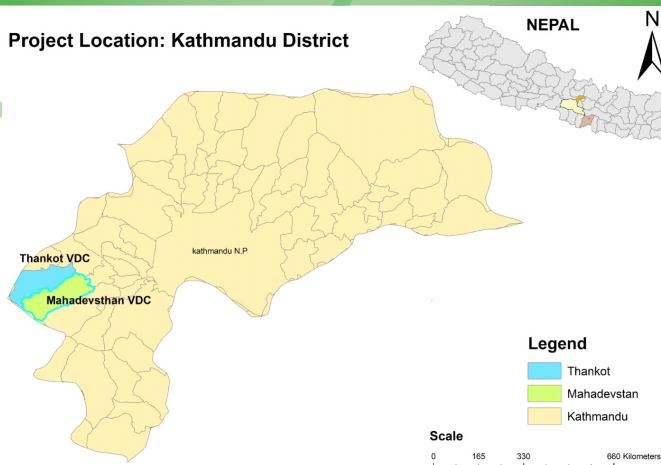 Project Location: Kathmandu District
NEPAL
N
kathmandu N.P
Thankot VDC
Mahadevsthan VDC
Legend
Thankot
Mahadevstan
Kathmandu
Scale
0 165 330 660 Kilometers